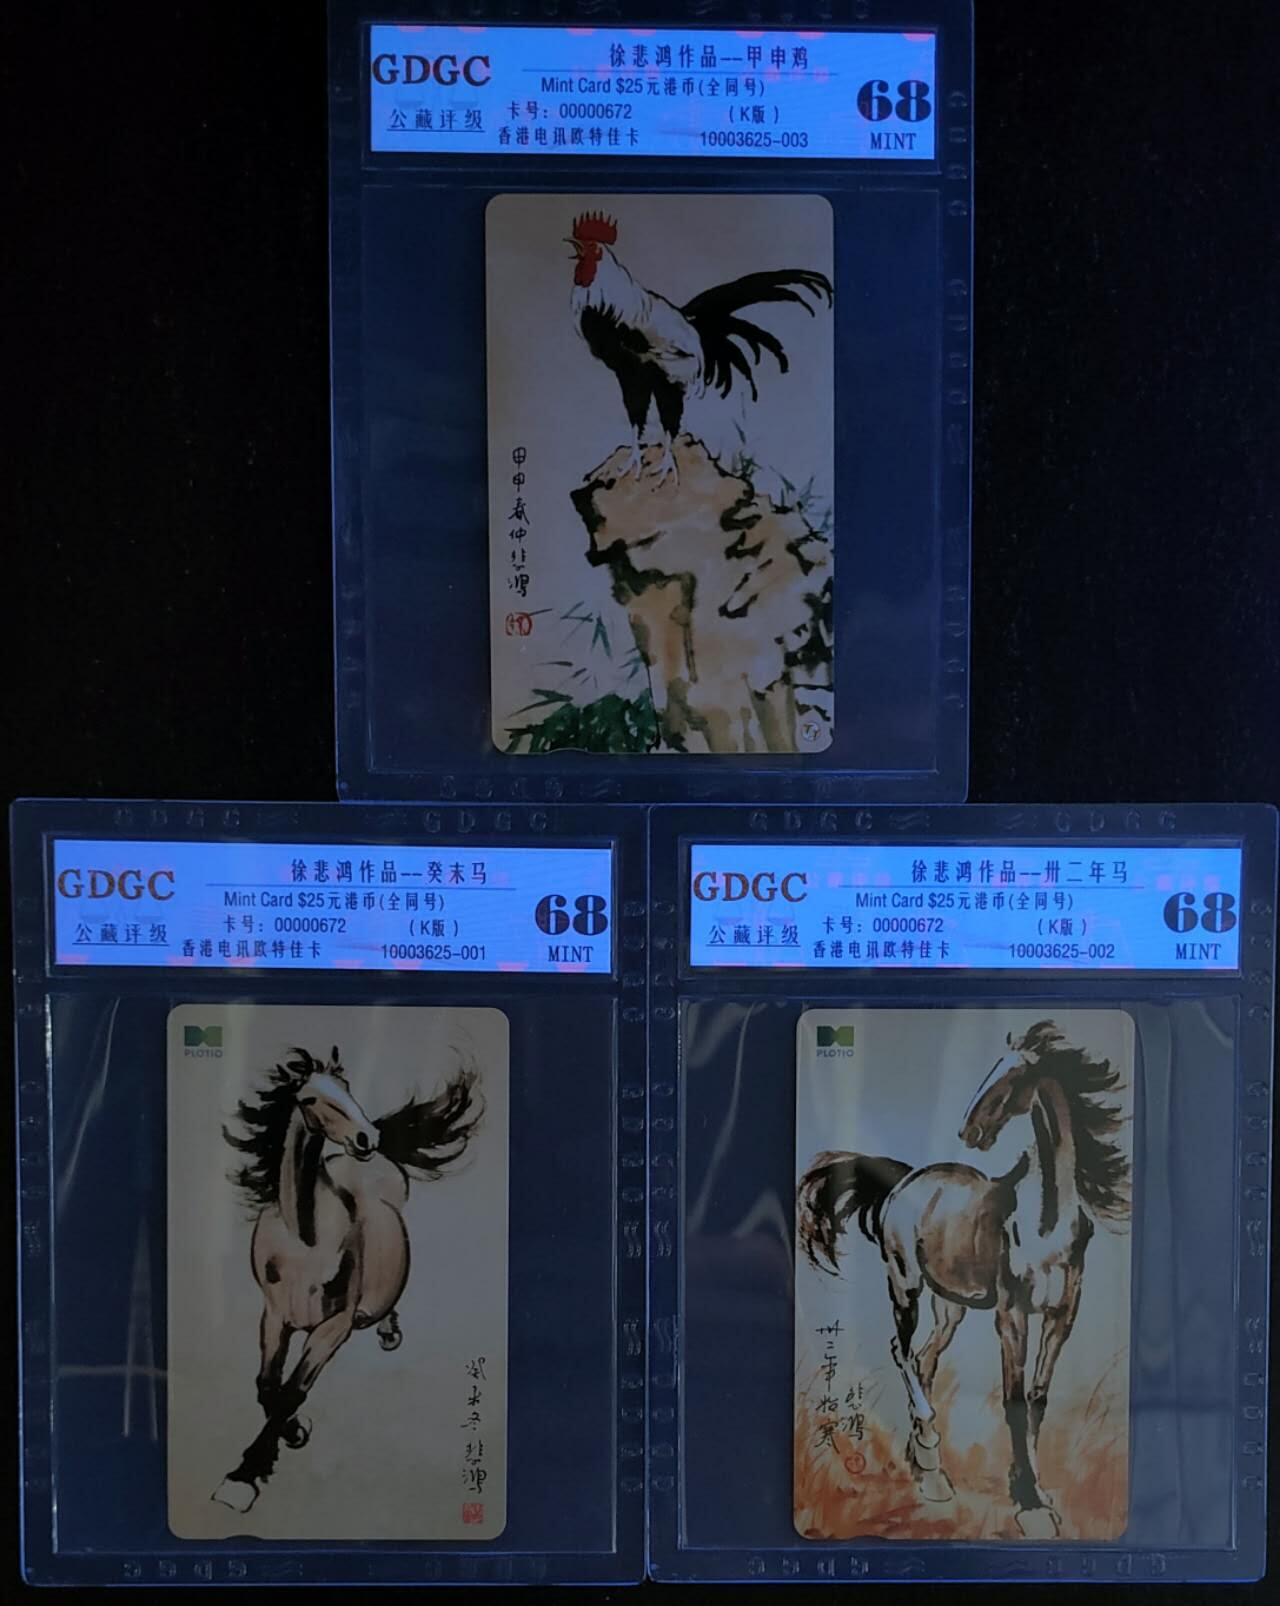 GDGC
公藏评级
徐悲鸿作品--甲申鸡
Mint Card $25元港币(全同号)
卡号：00000672 （K版）
香港电讯欧特佳卡 10003625-003
68
MINT
甲申春仲悲鸿
GDGC
公藏评级
徐悲鸿作品--癸末马
Mint Card $25元港币(全同号)
卡号：00000672 （K版）
香港电讯欧特佳卡 10003625-001
68
MINT
PLOTIO
癸未冬悲鸿
GDGC
公藏评级
徐悲鸿作品--卅二年马
Mint Card $25元港币(全同号)
卡号：00000672 （K版）
香港电讯欧特佳卡 10003625-002
68
MINT
PLOTIO
卅二年始寒
悲鸿